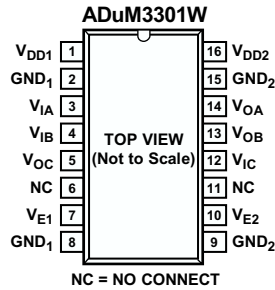 ADuM3301W
VDD1 1 16 VDD2
GND1 2 15 GND2
VIA 3 14 VOA
VIB 4 13 VOB
VOC 5 12 VIC
NC 6 11 NC
VE1 7 10 VE2
GND1 8 9 GND2
TOP VIEW
(Not to Scale)
NC = NO CONNECT